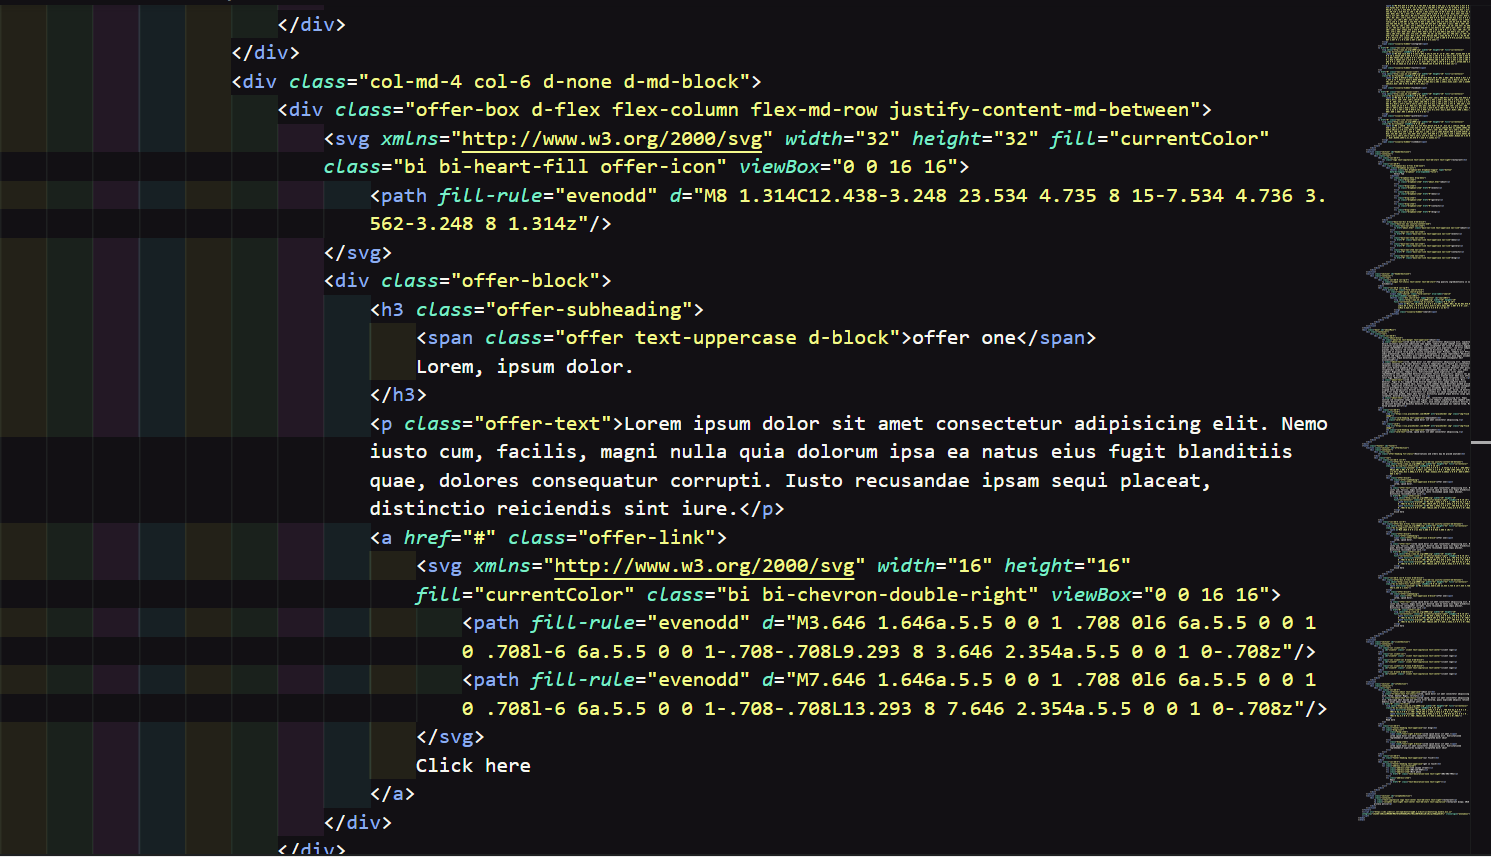 </div>
</div>
<div class="col-md-4 col-6 d-none d-md-block">
<div class="offer-box d-flex flex-column flex-md-row justify-content-md-between">
<svg xmlns="http://www.w3.org/2000/svg" width="32" height="32" fill="currentColor"
class="bi bi-heart-fill offer-icon" viewBox="0 0 16 16">
<path fill-rule="evenodd" d="M8 1.314C12.438-3.248 23.534 4.735 8 15-7.534 4.736 3.
562-3.248 8 1.314z"/>
</svg>
<div class="offer-block">
<h3 class="offer-subheading">
<span class="offer text-uppercase d-block">offer one</span>
Lorem, ipsum dolor.
</h3>
<p class="offer-text">Lorem ipsum dolor sit amet consectetur adipisicing elit. Nemo
iusto cum, facilis, magni nulla quia dolorum ipsa ea natus eius fugit blanditiis
quae, dolores consequatur corrupti. Iusto recusandae ipsam sequi placeat,
distinctio reiciendis sint iure.</p>
<a href="#" class="offer-link">
<svg xmlns="http://www.w3.org/2000/svg" width="16" height="16"
fill="currentColor" class="bi bi-chevron-double-right" viewBox="0 0 16 16">
<path fill-rule="evenodd" d="M3.646 1.646a.5.5 0 0 1 .708 0l6 6a.5.5 0 0 1
0 .708l-6 6a.5.5 0 0 1-.708-.708L9.293 8 3.646 2.354a.5.5 0 0 1 0-.708z"/>
<path fill-rule="evenodd" d="M7.646 1.646a.5.5 0 0 1 .708 0l6 6a.5.5 0 0 1
0 .708l-6 6a.5.5 0 0 1-.708-.708L13.293 8 7.646 2.354a.5.5 0 0 1 0-.708z"/>
</svg>
Click here
</a>
</div>
</div>